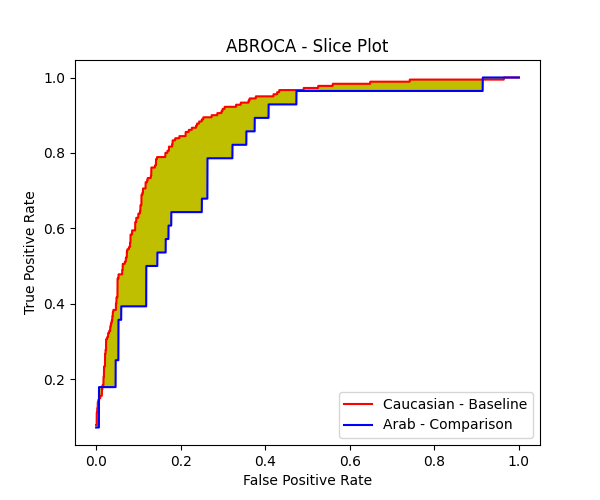 ABROCA - Slice Plot
True Positive Rate
1.0
0.8
0.6
0.4
0.2
0.0
0.2
0.4
0.6
0.8
1.0
False Positive Rate
Caucasian - Baseline
Arab - Comparison